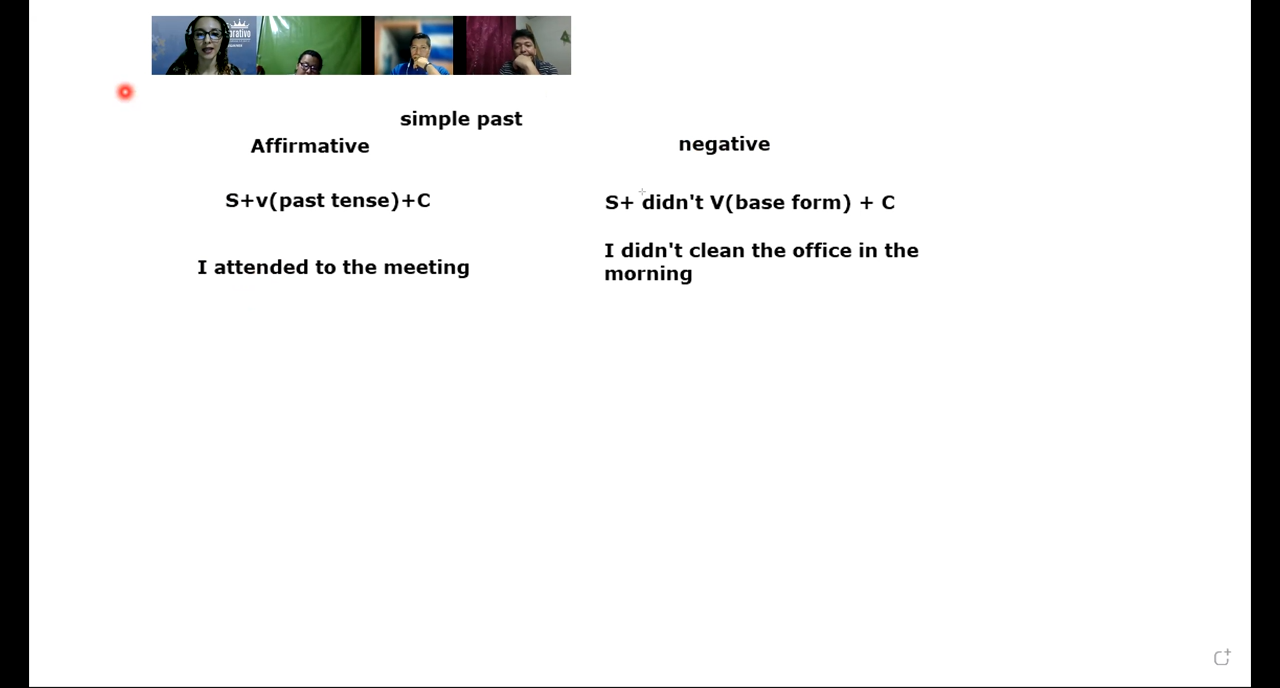 simple past
Affirmative
negative
S+v(past tense)+C
S+ didn't V(base form) + C
I attended to the meeting
I didn't clean the office in the
morning